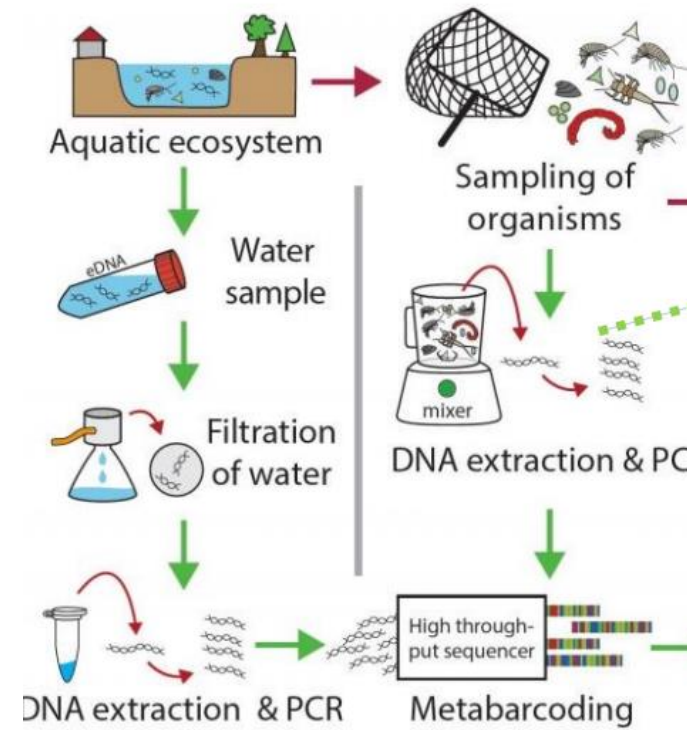 Aquatic ecosystem
eDNA
Water
sample
Filtration
of water
DNA extraction & PCR
Sampling of
organisms
mixer
DNA extraction & PC
High through-
put sequencer
Metabarcoding